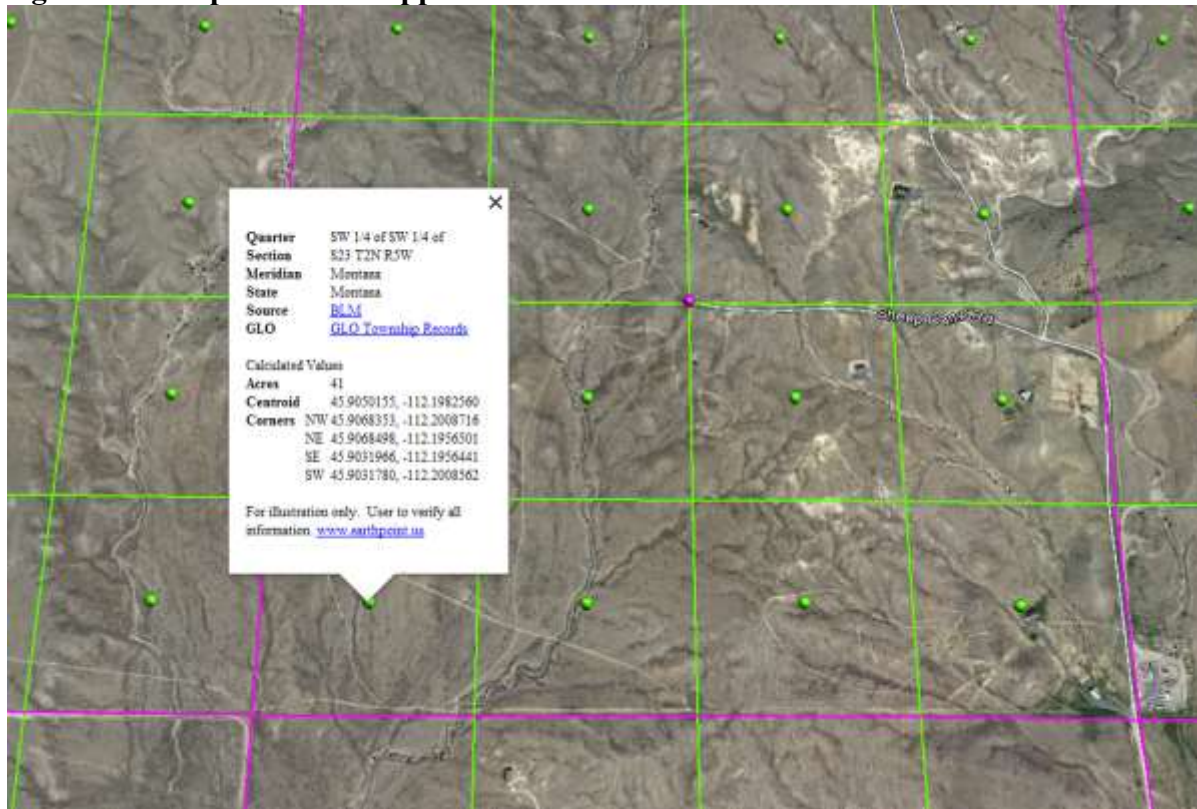 Quarter SW 1/4 of SW 1/4 of
Section S23 T2N R5W
Meridian Montana
State Montana
Source BLM
GLO GLO Township Records
Calculated Values
Acres 41
Centroid 45.9050155, -112.1982560
Corners NW 45.9068353, -112.2008716
NE 45.9068498, -112.1956501
SE 45.9031966, -112.1956441
SW 45.9031780, -112.2008562
For illustration only. User to verify all
information www.earthpoint.us